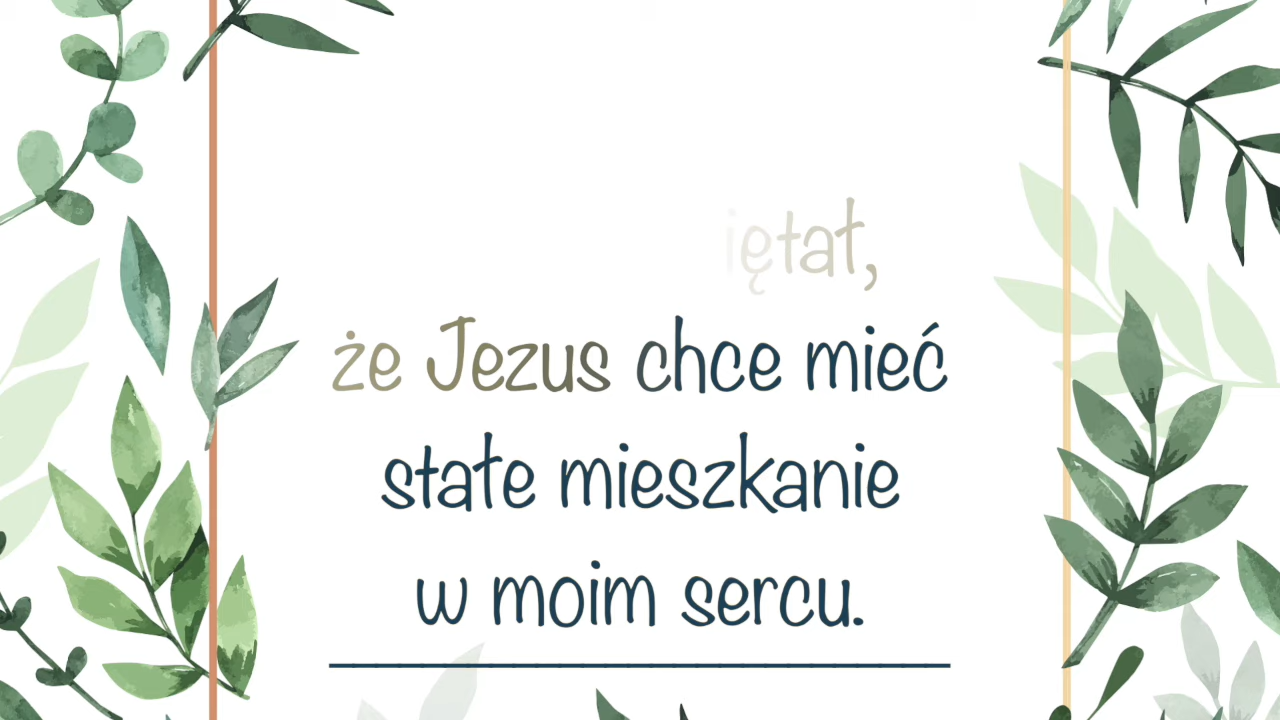 iętał,
że Jezus chce mieć
stałe mieszkanie
w moim sercu.